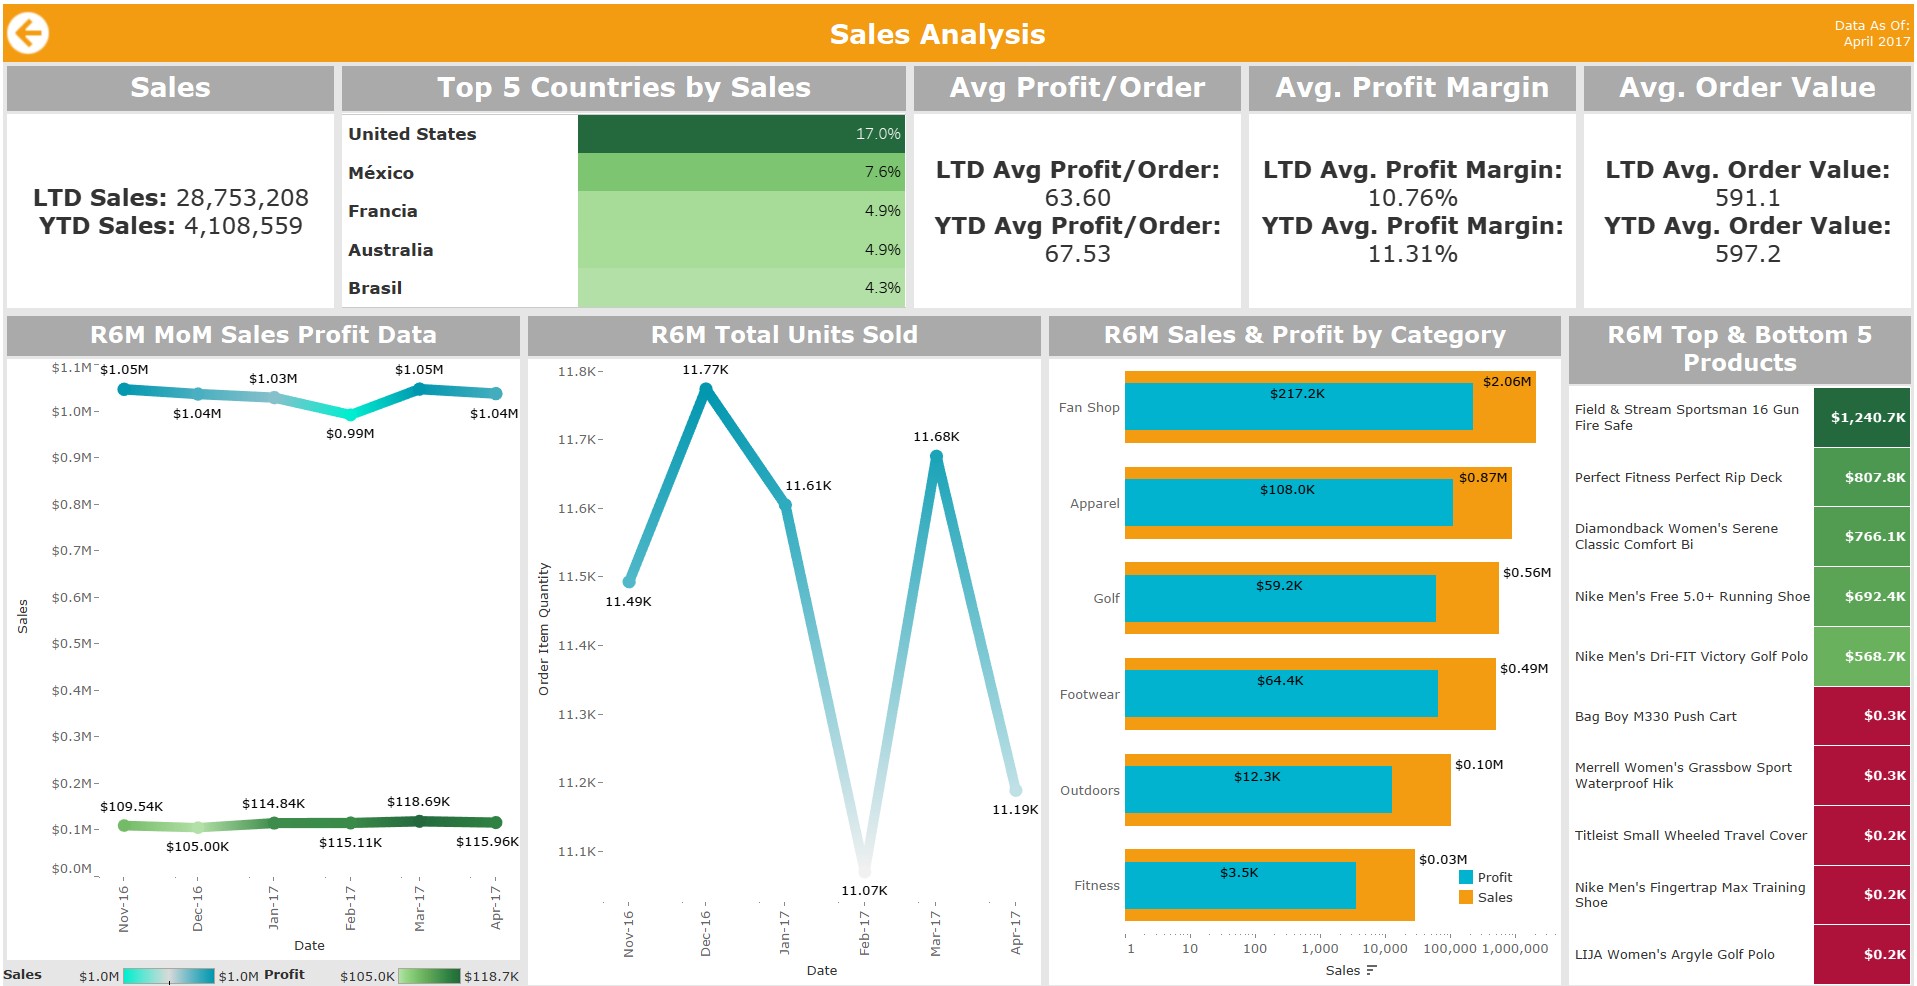 Sales Analysis
Data As Of:
April 2017
Sales
LTD Sales: 28,753,208
YTD Sales: 4,108,559
Top 5 Countries by Sales
United States 17.0%
México 7.6%
Francia 4.9%
Australia 4.9%
Brasil 4.3%
Avg Profit/Order
LTD Avg Profit/Order:
63.60
YTD Avg Profit/Order:
67.53
Avg. Profit Margin
LTD Avg. Profit Margin:
10.76%
YTD Avg. Profit Margin:
11.31%
Avg. Order Value
LTD Avg. Order Value:
591.1
YTD Avg. Order Value:
597.2
R6M MoM Sales Profit Data
$1.1M
$1.0M
$0.9M
$0.8M
$0.7M
$0.6M
$0.5M
$0.4M
$0.3M
$0.2M
$0.1M
$0.0M
Sales
$1.05M
$1.04M
$1.03M
$0.99M
$1.05M
$1.04M
$109.54K
$105.00K
$114.84K
$115.11K
$118.69K
$115.96K
Nov-16
Dec-16
Jan-17
Feb-17
Mar-17
Apr-17
Date
Sales $1.0M $1.0M Profit $105.0K $118.7K
R6M Total Units Sold
11.8K
11.7K
11.6K
11.5K
11.4K
11.3K
11.2K
11.1K
Order Item Quantity
11.49K
11.77K
11.61K
11.07K
11.68K
11.19K
Nov-16
Dec-16
Jan-17
Feb-17
Mar-17
Apr-17
Date
R6M Sales & Profit by Category
Fan Shop $217.2K $2.06M
Apparel $108.0K $0.87M
Golf $59.2K $0.56M
Footwear $64.4K $0.49M
Outdoors $12.3K $0.10M
Fitness $3.5K $0.03M
Profit
Sales
1 10 100 1,000 10,000 100,000 1,000,000
Sales
R6M Top & Bottom 5
Products
Field & Stream Sportsman 16 Gun
Fire Safe
$1,240.7K
Perfect Fitness Perfect Rip Deck $807.8K
Diamondback Women's Serene
Classic Comfort Bi
$766.1K
Nike Men's Free 5.0+ Running Shoe $692.4K
Nike Men's Dri-FIT Victory Golf Polo $568.7K
Bag Boy M330 Push Cart $0.3K
Merrell Women's Grassbow Sport
Waterproof Hik
$0.3K
Titleist Small Wheeled Travel Cover $0.2K
Nike Men's Fingertrap Max Training
Shoe
$0.2K
LIJA Women's Argyle Golf Polo $0.2K